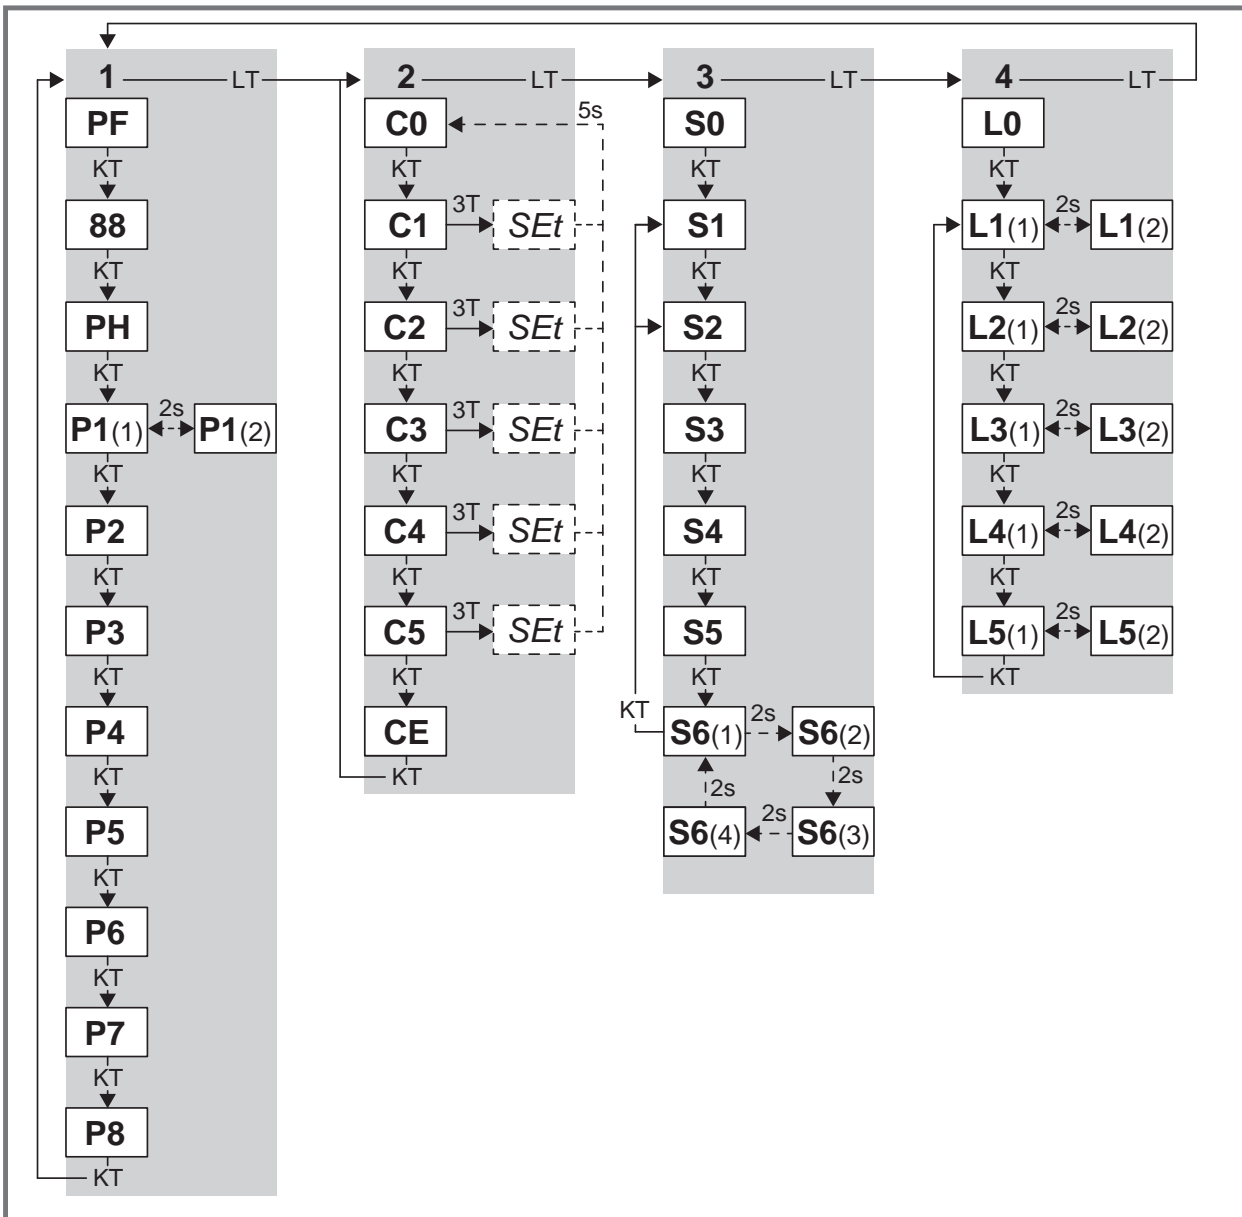 1 LT
PF
KT
88
KT
PH
KT
P1(1) 2s P1(2)
KT
P2
KT
P3
KT
P4
KT
P5
KT
P6
KT
P7
KT
P8
KT
2 LT
C0 5s
KT
C1 3T SEt
KT
C2 3T SEt
KT
C3 3T SEt
KT
C4 3T SEt
KT
C5 3T SEt
KT
CE
KT
3 LT
S0
KT
S1
KT
S2
KT
S3
KT
S4
KT
S5
KT
KT S6(1) 2s S6(2)
2s 2s
S6(4) 2s S6(3)
4 LT
L0
KT
L1(1) 2s L1(2)
KT
L2(1) 2s L2(2)
KT
L3(1) 2s L3(2)
KT
L4(1) 2s L4(2)
KT
L5(1) 2s L5(2)
KT